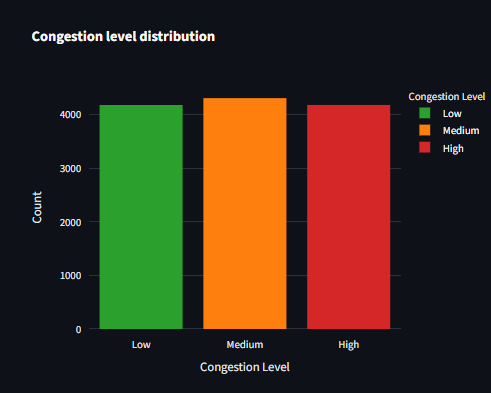 Congestion level distribution
Congestion Level
Low
Medium
High
4000
3000
2000
1000
0
Count
Low Medium High
Congestion Level